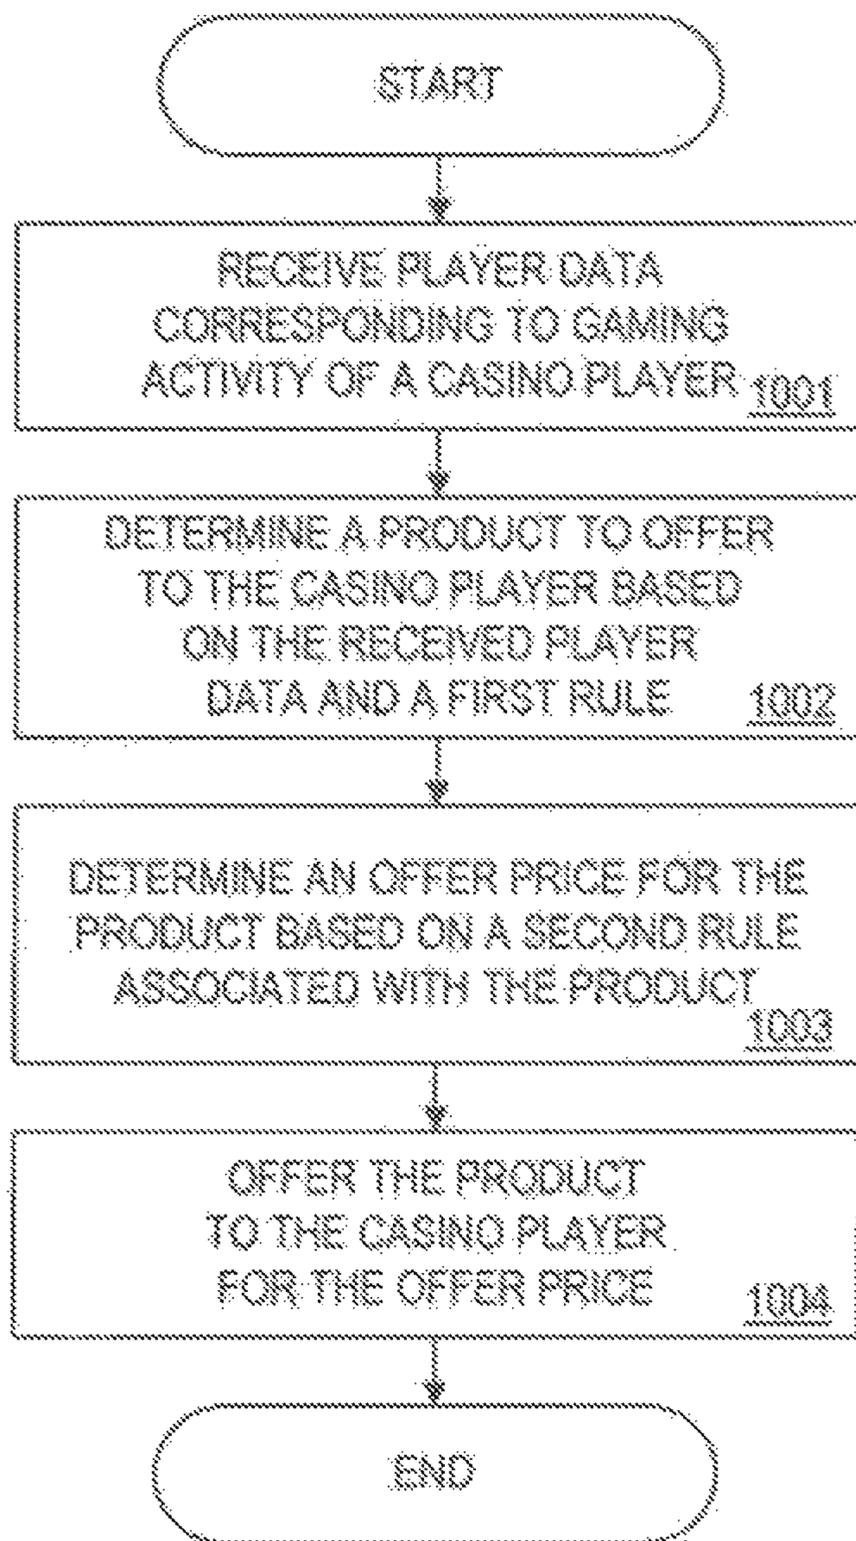 START
RECEIVE PLAYER DATA
CORRESPONDING TO GAMING
ACTIVITY OF A CASINO PLAYER
1001
DETERMINE A PRODUCT TO OFFER
TO THE CASINO PLAYER BASED
ON THE RECEIVED PLAYER
DATA AND A FIRST RULE
1002
DETERMINE AN OFFER PRICE FOR THE
PRODUCT BASED ON A SECOND RULE
ASSOCIATED WITH THE PRODUCT
1003
OFFER THE PRODUCT
TO THE CASINO PLAYER
FOR THE OFFER PRICE
1004
END